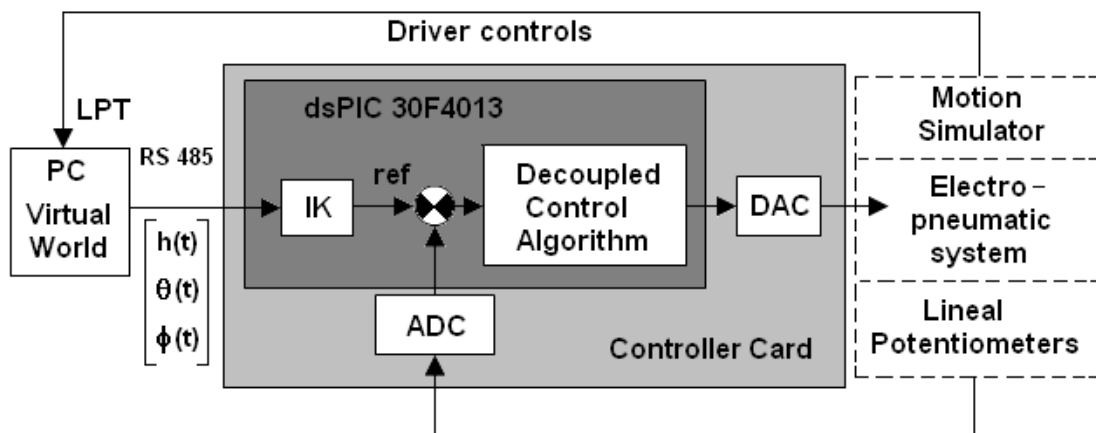 Driver controls
LPT
PC
Virtual
World
RS 485
h(t)
θ(t)
ϕ(t)
dsPIC 30F4013
IK
ref
Decoupled
Control
Algorithm
DAC
ADC
Controller Card
Motion
Simulator
Electro –
pneumatic
system
Lineal
Potentiometers